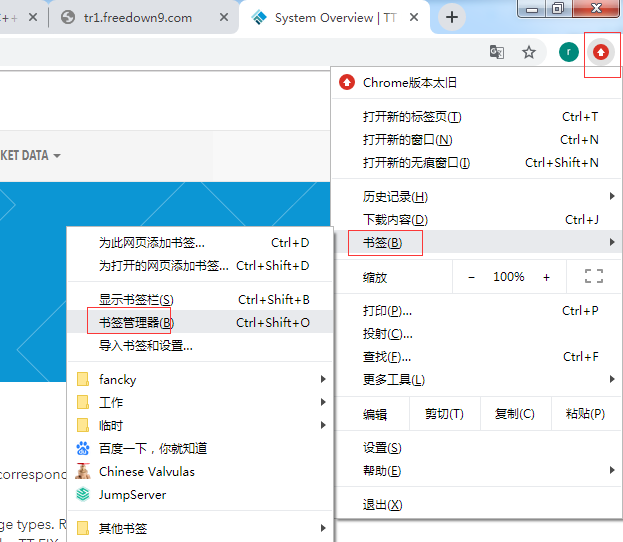 C++
tr1.freedown9.com
System Overview | TT
r
Chrome版本太旧
打开新的标签页(T) Ctrl+T
打开新的窗口(N) Ctrl+N
打开新的无痕窗口(I) Ctrl+Shift+N
KET DATA
历史记录(H)
下载内容(D) Ctrl+J
书签(B)
为此网页添加书签... Ctrl+D
为打开的网页添加书签... Ctrl+Shift+D
缩放 − 100% +
显示书签栏(S) Ctrl+Shift+B
书签管理器(B) Ctrl+Shift+O
导入书签和设置...
打印(P)... Ctrl+P
投射(C)...
查找(F)... Ctrl+F
更多工具(L)
fancky
工作
临时
百度一下，你就知道
Chinese Valvulas
JumpServer
其他书签
编辑 剪切(T) 复制(C) 粘贴(P)
设置(S)
帮助(E)
退出(X)
correspond
ge types. R